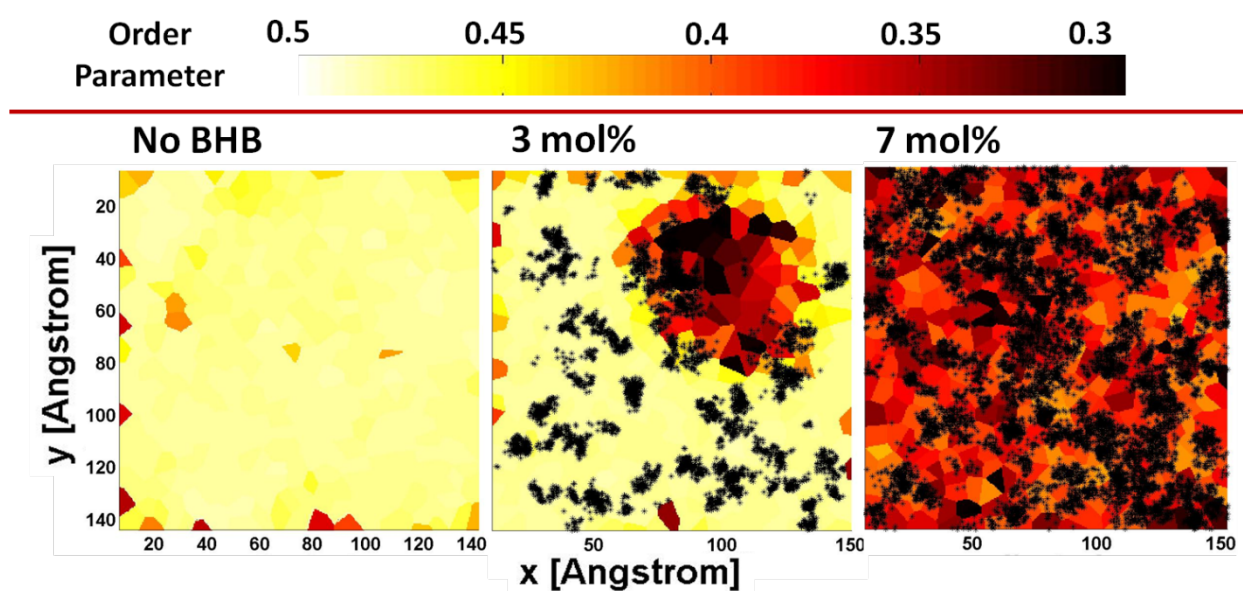 Order
Parameter
0.5 0.45 0.4 0.35 0.3
No BHB 3 mol% 7 mol%
y [Angstrom]
20
40
60
80
100
120
140
20 40 60 80 100 120 140
50 100 150
50 100 150
x [Angstrom]